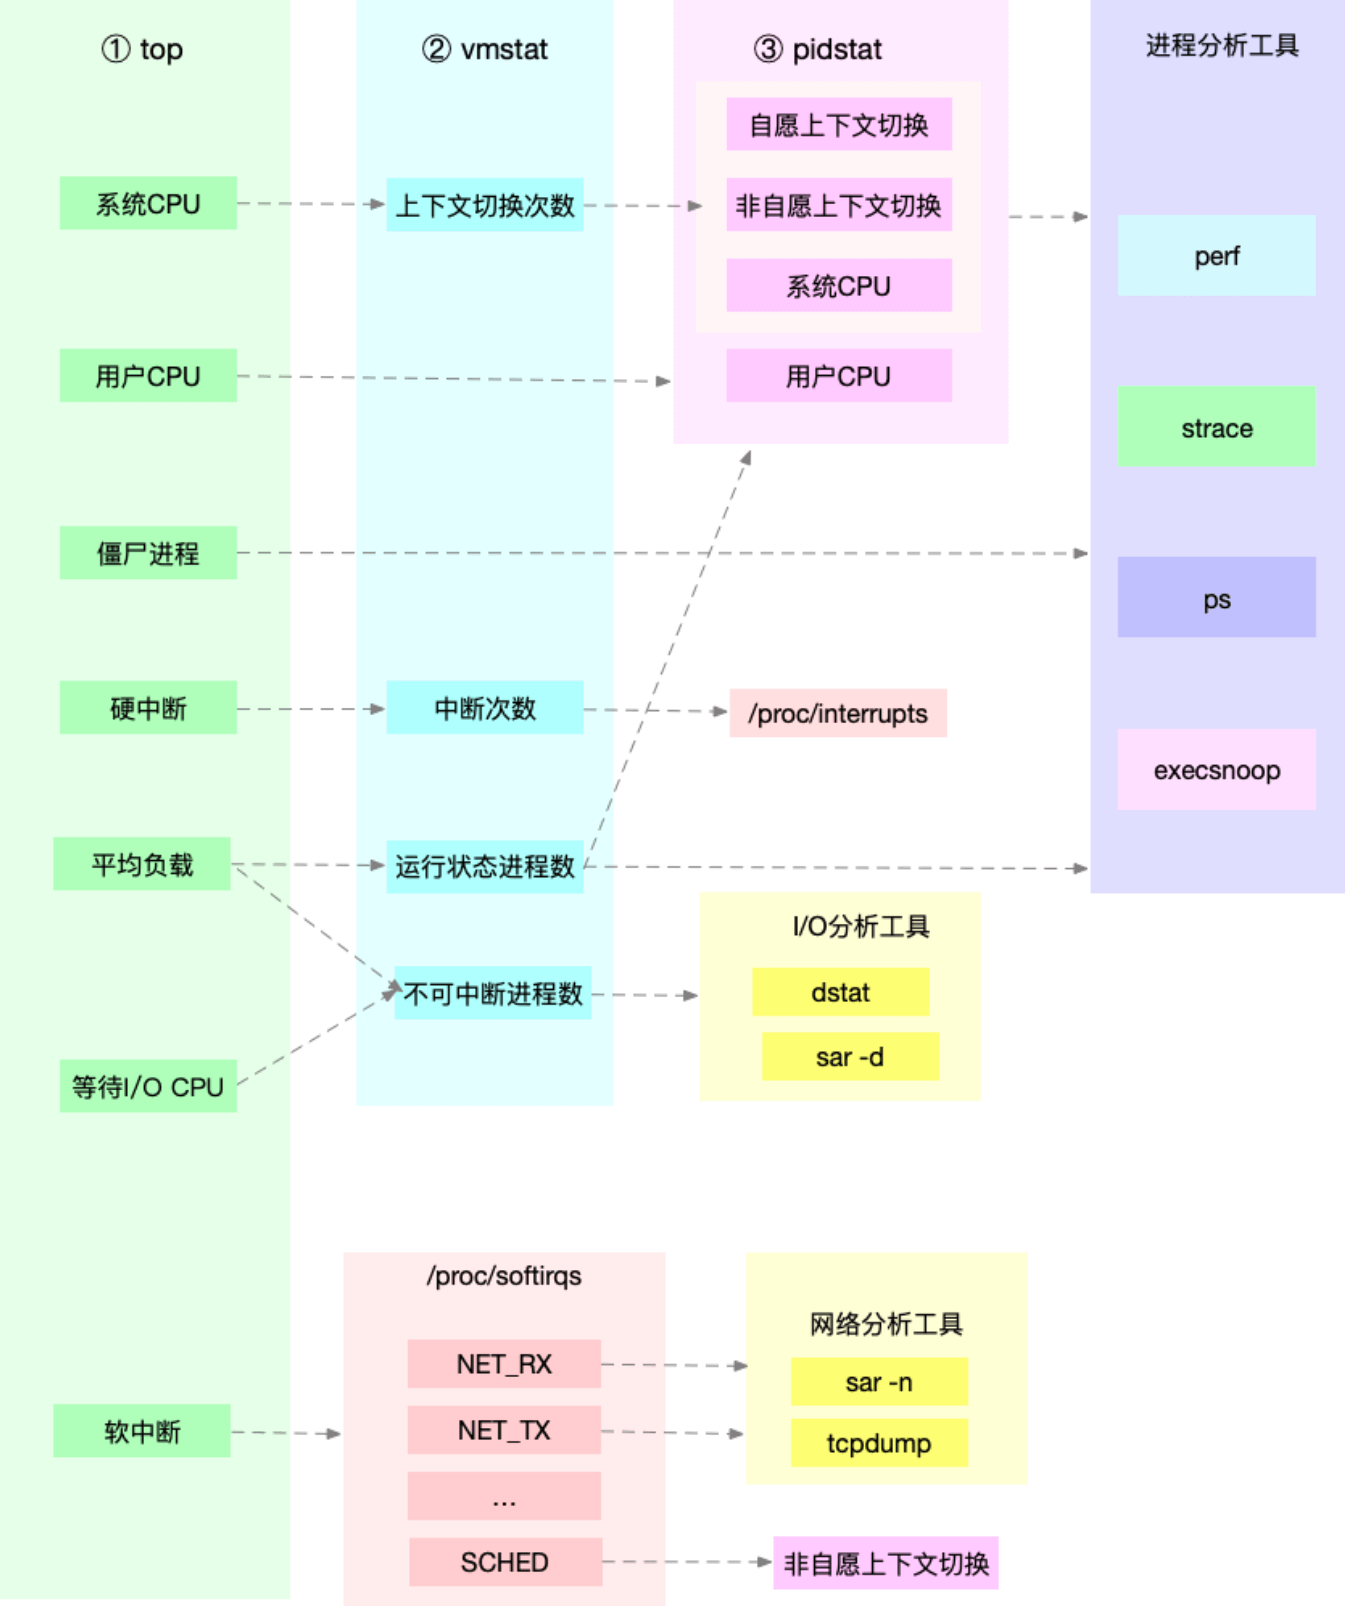 ① top
② vmstat
③ pidstat
进程分析工具
自愿上下文切换
系统CPU
上下文切换次数
非自愿上下文切换
perf
系统CPU
用户CPU
用户CPU
strace
僵尸进程
ps
硬中断
中断次数
/proc/interrupts
execsnoop
平均负载
运行状态进程数
I/O分析工具
不可中断进程数
dstat
sar -d
等待I/O CPU
/proc/softirqs
网络分析工具
NET_RX
sar -n
软中断
NET_TX
tcpdump
...
SCHED
非自愿上下文切换